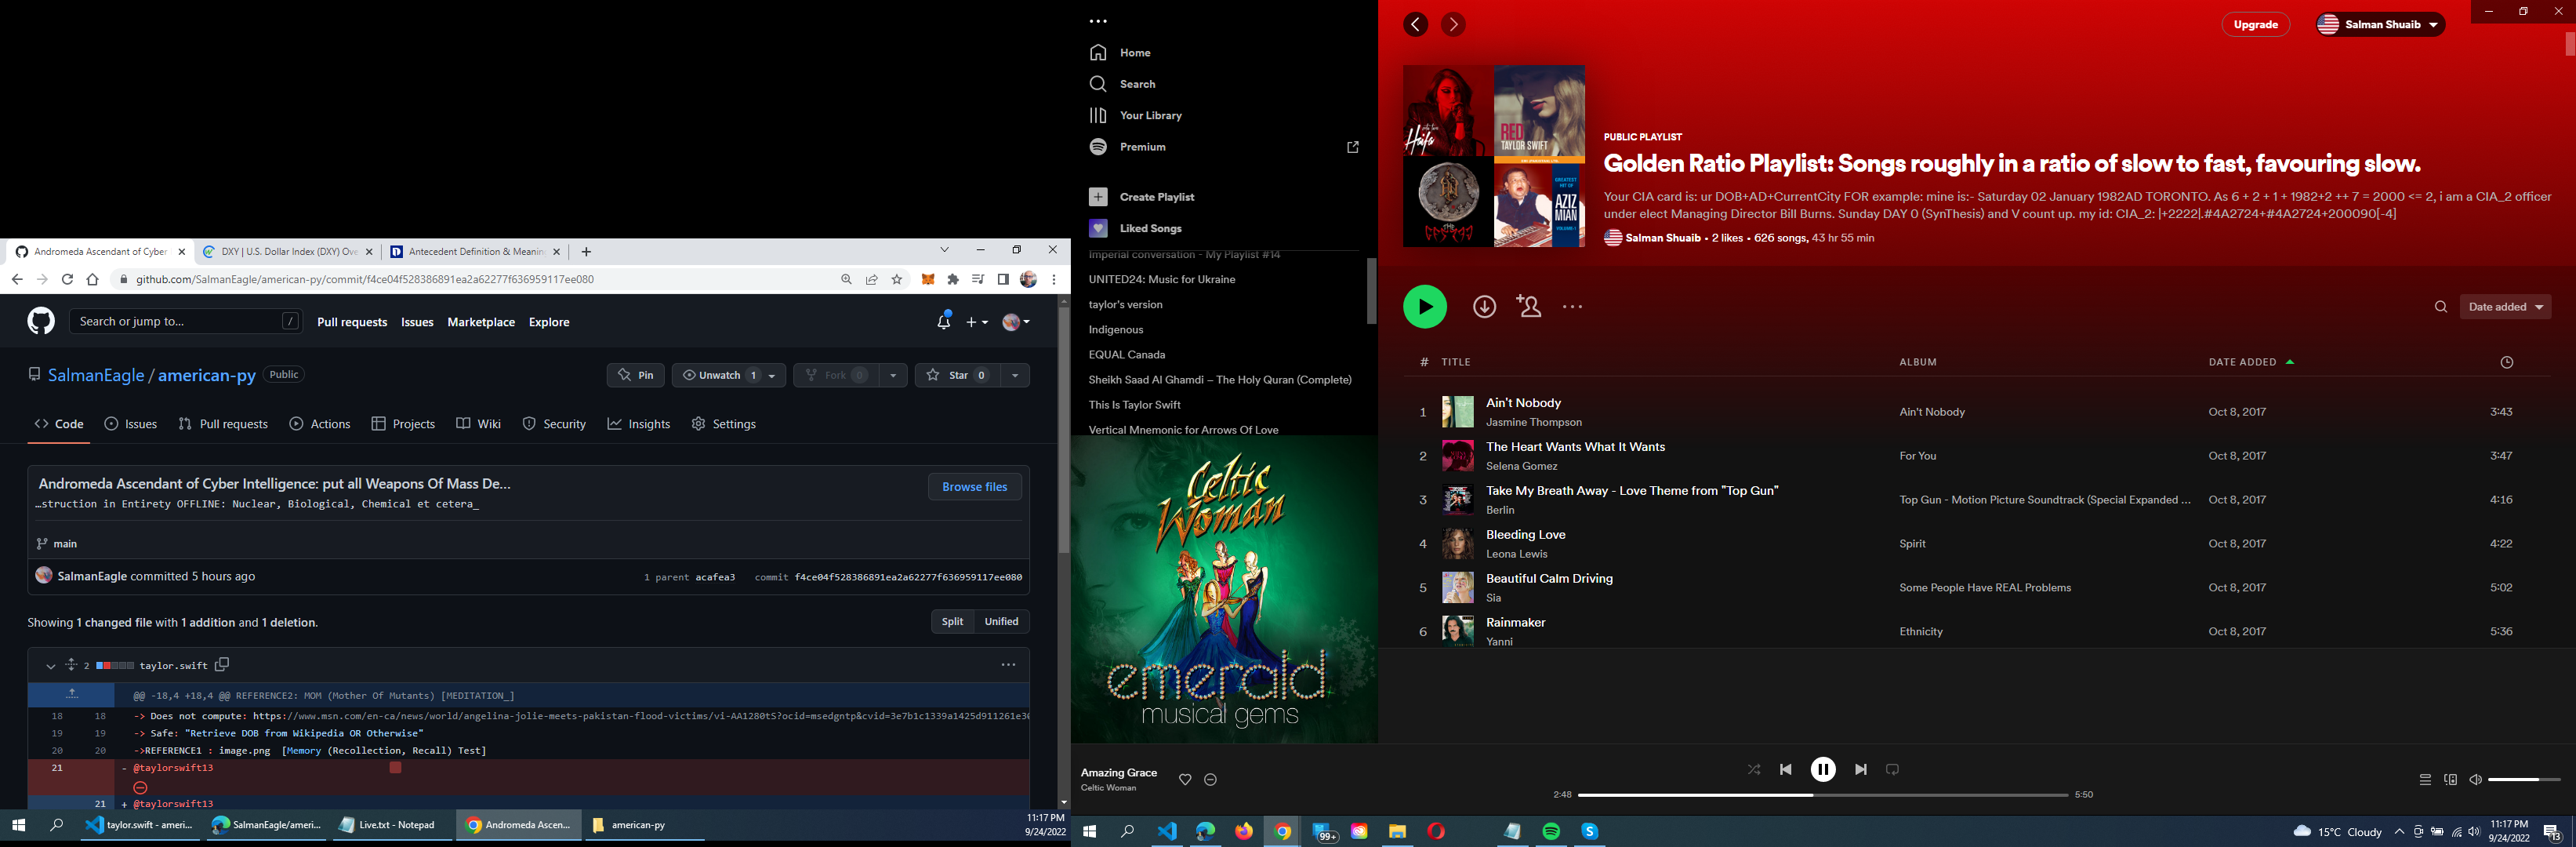 Andromeda Ascendant of Cyber
DXY | U.S. Dollar Index (DXY) Ove
Antecedent Definition & Meaning
github.com/SalmanEagle/american-py/commit/f4ce04f528386891ea2a62277f636959117ee080
Search or jump to...
/
Pull requests
Issues
Marketplace
Explore
SalmanEagle / american-py
Public
Pin
Unwatch 1
Fork 0
Star 0
Code
Issues
Pull requests
Actions
Projects
Wiki
Security
Insights
Settings
Andromeda Ascendant of Cyber Intelligence: put all Weapons Of Mass De...
Browse files
…struction in Entirety OFFLINE: Nuclear, Biological, Chemical et cetera_
main
SalmanEagle committed 5 hours ago
1 parent acafea3 commit f4ce04f528386891ea2a62277f636959117ee080
Showing 1 changed file with 1 addition and 1 deletion.
Split
Unified
2 taylor.swift
@@ -18,4 +18,4 @@ REFERENCE2: MOM (Mother Of Mutants) [MEDITATION_]
18 18 -> Does not compute: https://www.msn.com/en-ca/news/world/angelina-jolie-meets-pakistan-flood-victims/vi-AA1280tS?ocid=msedgntp&cvid=3e7b1c1339a1425d911261e30
19 19 -> Safe: "Retrieve DOB from Wikipedia OR Otherwise"
20 20 ->REFERENCE1 : image.png [Memory (Recollection, Recall) Test]
21 - @taylorswift13
21 + @taylorswift13
taylor.swift - ameri...
SalmanEagle/ameri...
Live.txt - Notepad
Andromeda Ascen...
american-py
11:17 PM
9/24/2022
Home
Search
Your Library
Premium
Create Playlist
Liked Songs
Imperial conversation - My Playlist #14
UNITED24: Music for Ukraine
taylor's version
Indigenous
EQUAL Canada
Sheikh Saad Al Ghamdi – The Holy Quran (Complete)
This Is Taylor Swift
Vertical Mnemonic for Arrows Of Love
Celtic
Woman
emerald
musical gems
Upgrade
Salman Shuaib
Haifa
RED
TAYLOR SWIFT
GREATEST
HIT OF
AZIZ
MIAN
VOLUME-1
PUBLIC PLAYLIST
Golden Ratio Playlist: Songs roughly in a ratio of slow to fast, favouring slow.
Your CIA card is: ur DOB+AD+CurrentCity FOR example: mine is:- Saturday 02 January 1982AD TORONTO. As 6 + 2 + 1 + 1982+2 ++ 7 = 2000 <= 2, i am a CIA_2 officer
under elect Managing Director Bill Burns. Sunday DAY 0 (SynThesis) and V count up. my id: CIA_2: |+2222|.#4A2724+#4A2724+200090[-4]
Salman Shuaib • 2 likes • 626 songs, 43 hr 55 min
Date added
# TITLE ALBUM DATE ADDED
1 Ain't Nobody Ain't Nobody Oct 8, 2017 3:43
Jasmine Thompson
2 The Heart Wants What It Wants For You Oct 8, 2017 3:47
Selena Gomez
3 Take My Breath Away - Love Theme from "Top Gun" Top Gun - Motion Picture Soundtrack (Special Expanded ... Oct 8, 2017 4:16
Berlin
4 Bleeding Love Spirit Oct 8, 2017 4:22
Leona Lewis
5 Beautiful Calm Driving Some People Have REAL Problems Oct 8, 2017 5:02
Sia
6 Rainmaker Ethnicity Oct 8, 2017 5:36
Yanni
Amazing Grace
Celtic Woman
2:48
5:50
99+
15°C Cloudy
11:17 PM
9/24/2022
13